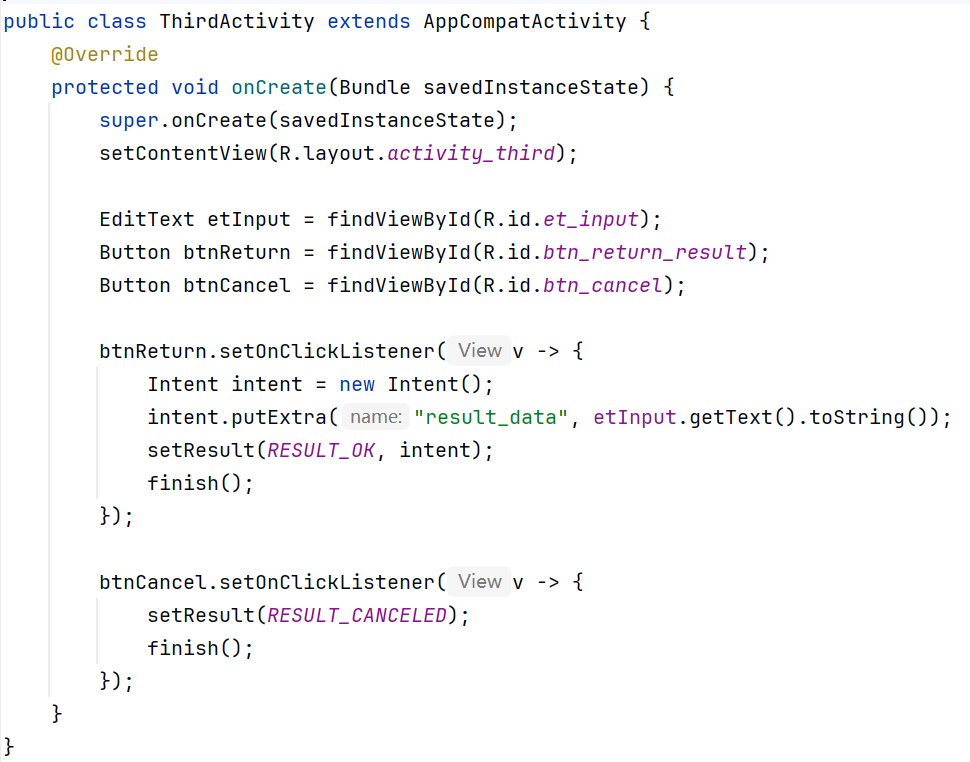 public class ThirdActivity extends AppCompatActivity {
    @Override
    protected void onCreate(Bundle savedInstanceState) {
        super.onCreate(savedInstanceState);
        setContentView(R.layout.activity_third);

        EditText etInput = findViewById(R.id.et_input);
        Button btnReturn = findViewById(R.id.btn_return_result);
        Button btnCancel = findViewById(R.id.btn_cancel);

        btnReturn.setOnClickListener( View v -> {
            Intent intent = new Intent();
            intent.putExtra( name: "result_data", etInput.getText().toString());
            setResult(RESULT_OK, intent);
            finish();
        });

        btnCancel.setOnClickListener( View v -> {
            setResult(RESULT_CANCELED);
            finish();
        });
    }
}